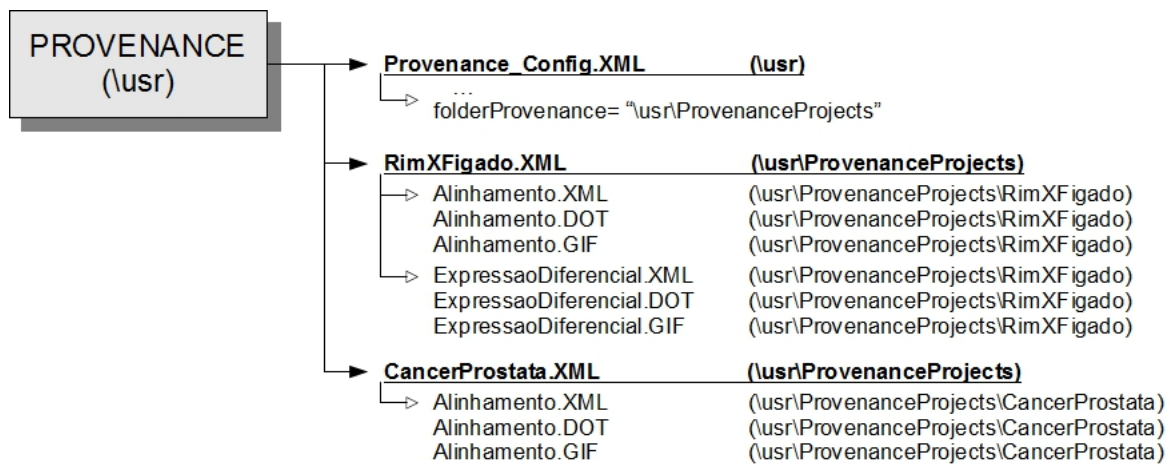 PROVENANCE
(\usr)
Provenance_Config.XML (\usr)
...
folderProvenance= “\usr\ProvenanceProjects”
RimXFigado.XML (\usr\ProvenanceProjects)
Alinhamento.XML (\usr\ProvenanceProjects\RimXFigado)
Alinhamento.DOT (\usr\ProvenanceProjects\RimXFigado)
Alinhamento.GIF (\usr\ProvenanceProjects\RimXFigado)
ExpressaoDiferencial.XML (\usr\ProvenanceProjects\RimXFigado)
ExpressaoDiferencial.DOT (\usr\ProvenanceProjects\RimXFigado)
ExpressaoDiferencial.GIF (\usr\ProvenanceProjects\RimXFigado)
CancerProstata.XML (\usr\ProvenanceProjects)
Alinhamento.XML (\usr\ProvenanceProjects\CancerProstata)
Alinhamento.DOT (\usr\ProvenanceProjects\CancerProstata)
Alinhamento.GIF (\usr\ProvenanceProjects\CancerProstata)